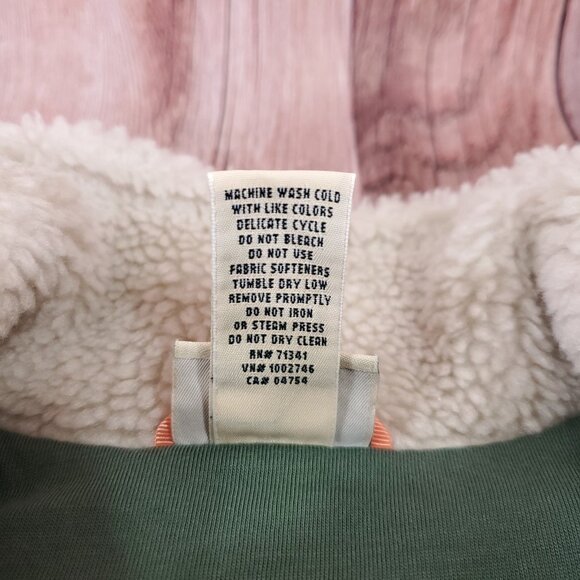 MACHINE WASH COLD
WITH LIKE COLORS
DELICATE CYCLE
DO NOT BLEACH
DO NOT USE
FABRIC SOFTENERS
TUMBLE DRY LOW
REMOVE PROMPTLY
DO NOT IRON
OR STEAM PRESS
DO NOT DRY CLEAN
RN# 71341
VN# 1002746
CA# 04754